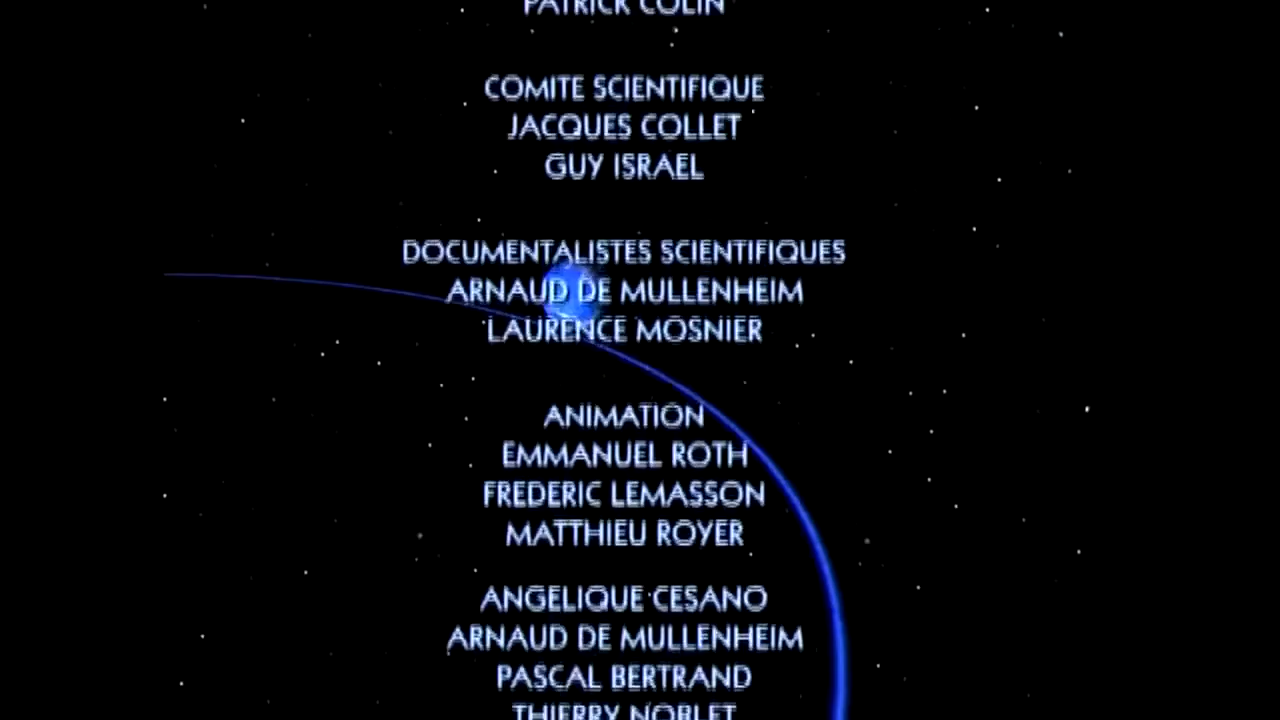 PATRICK COLIN
COMITE SCIENTIFIQUE
JACQUES COLLET
GUY ISRAEL
DOCUMENTALISTES SCIENTIFIQUES
ARNAUD DE MULLENHEIM
LAURENCE MOSNIER
ANIMATION
EMMANUEL ROTH
FREDERIC LEMASSON
MATTHIEU ROYER
ANGELIQUE CESANO
ARNAUD DE MULLENHEIM
PASCAL BERTRAND
THIERRY NOBLET